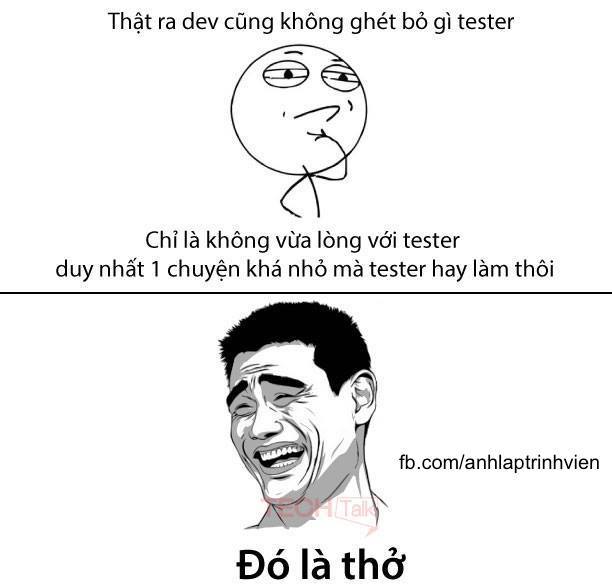 Thật ra dev cũng không ghét bỏ gì tester
Chỉ là không vừa lòng với tester
duy nhất 1 chuyện khá nhỏ mà tester hay làm thôi
fb.com/anhlaptrinhvien
TECH Talk
Đó là thở